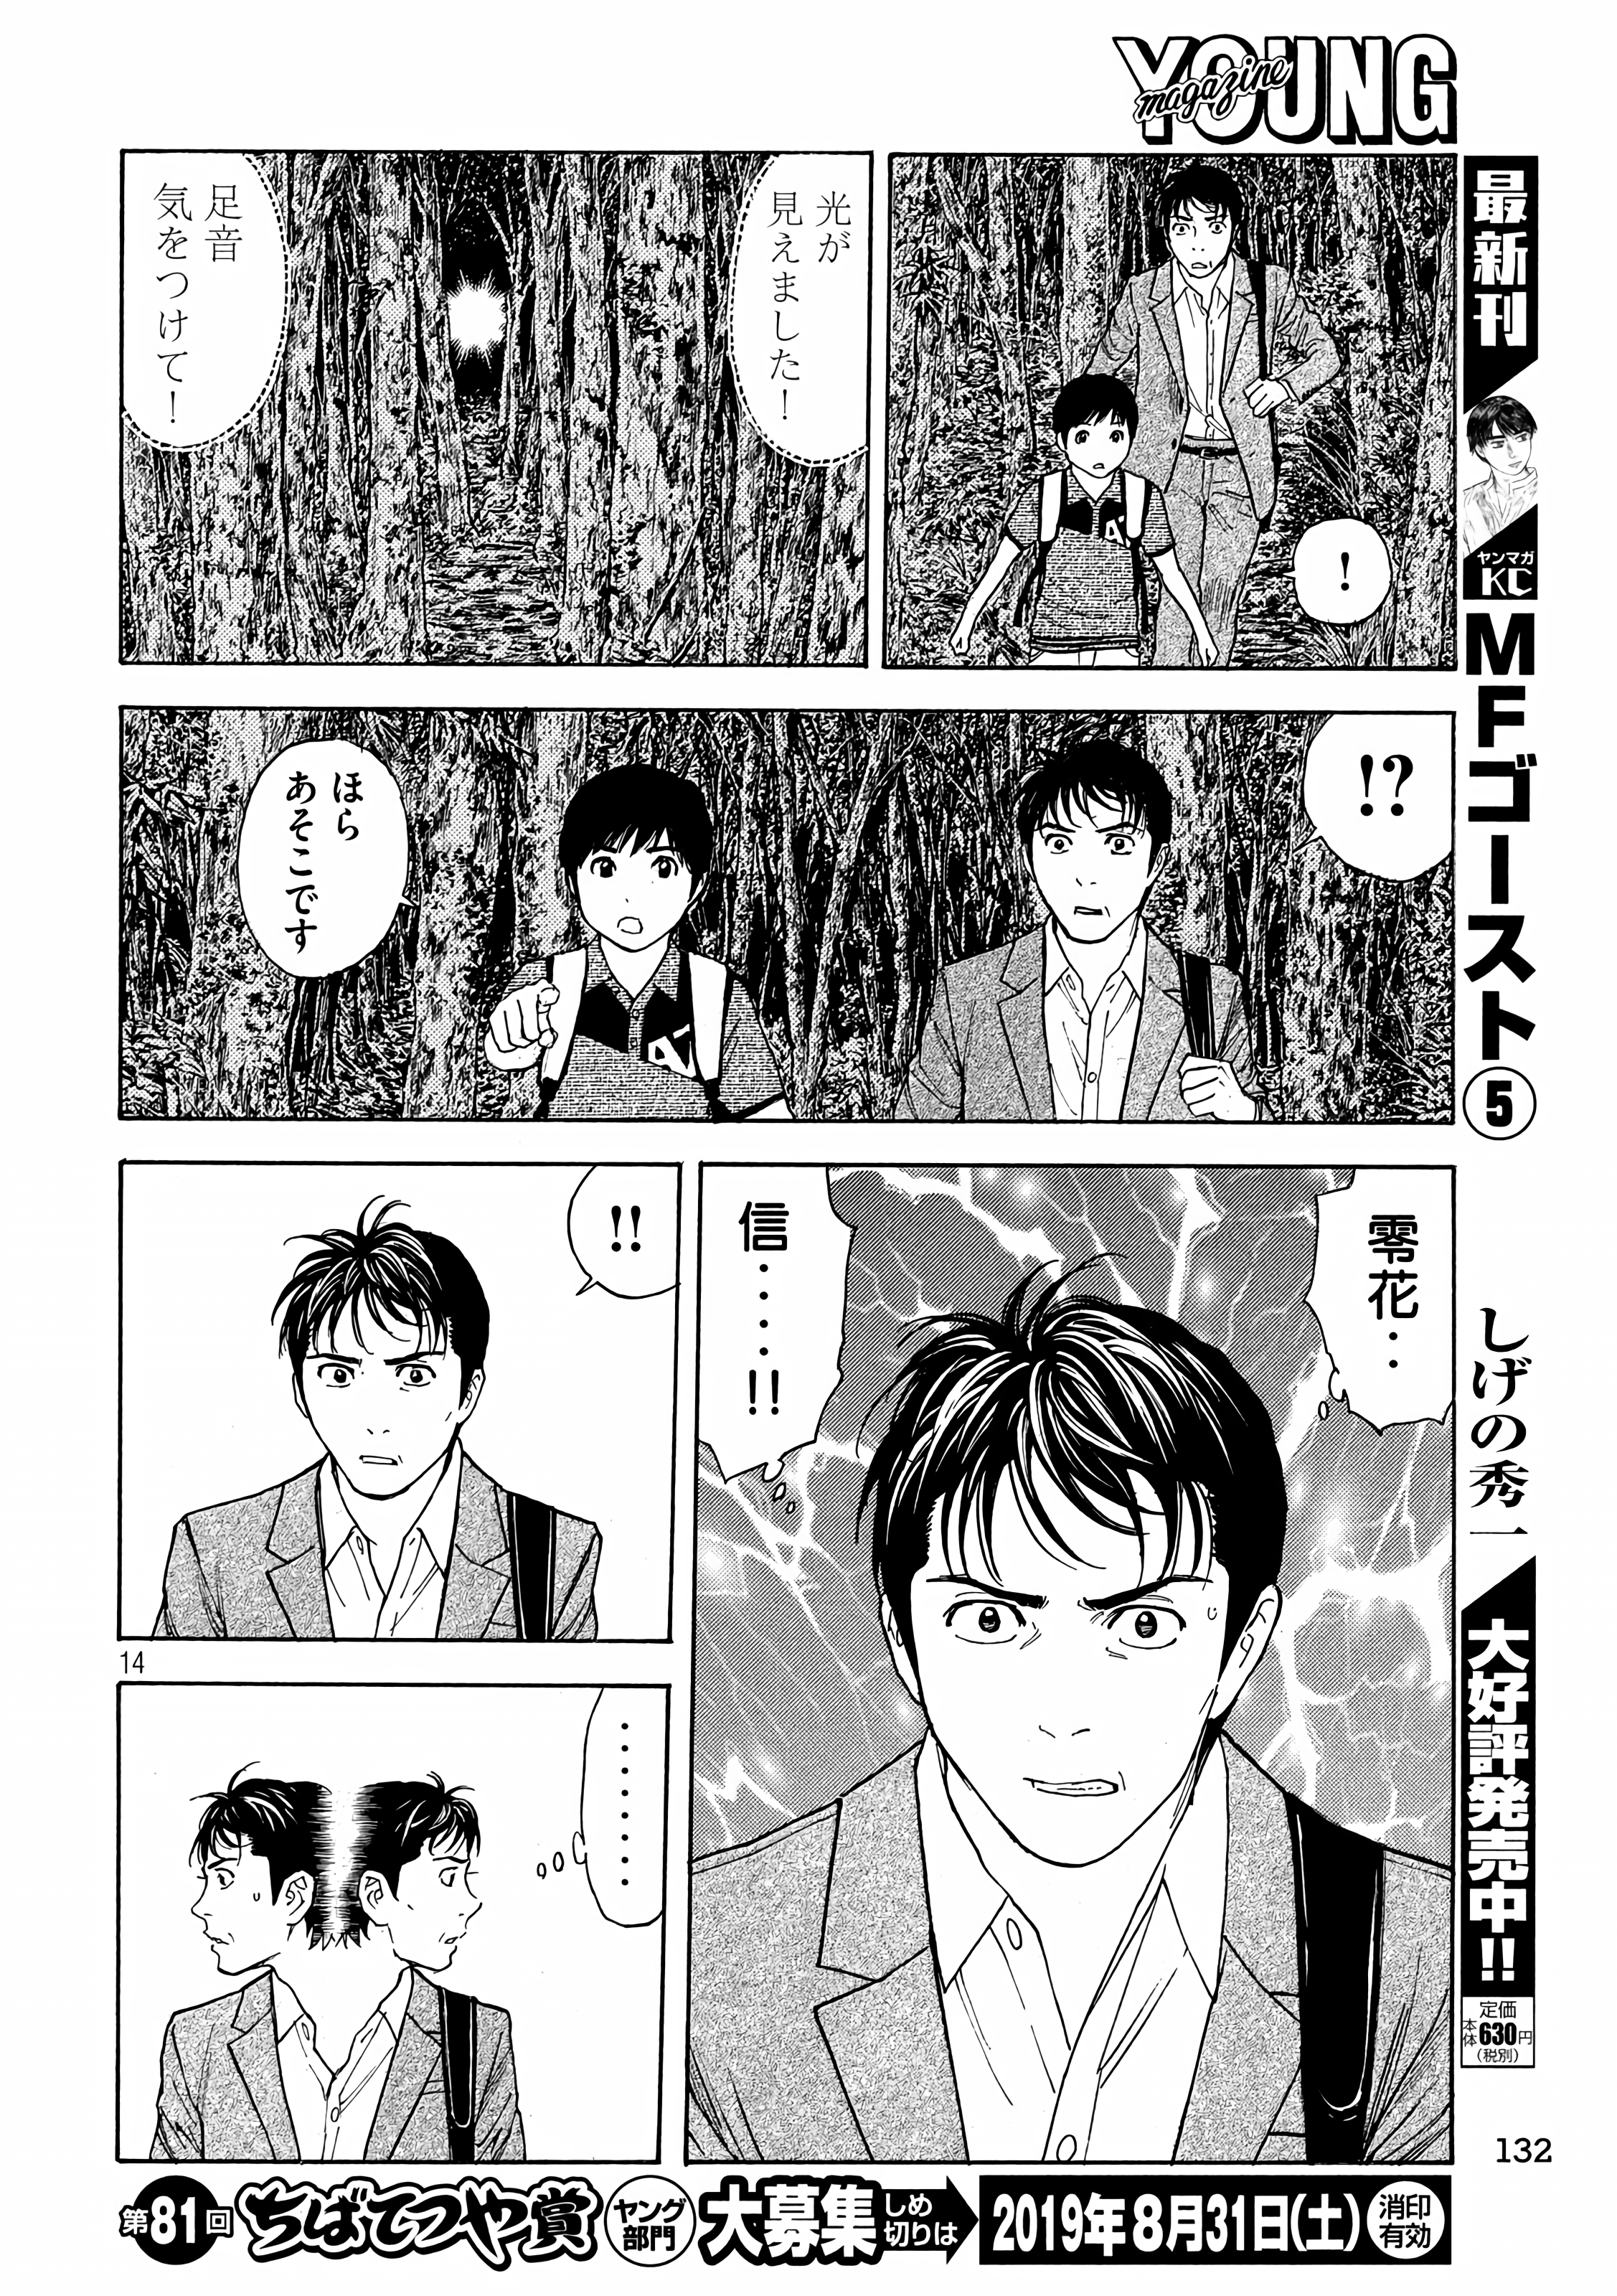 YOUNG
magazine
最新刊
ヤンマガ
KC
MFゴースト⑤
しげの秀一
大好評発売中!!
定価
本体630円
(税別)
!
光が
見えました!
足音
気をつけて!
!?
ほら
あそこです
零花‥
信‥‥!!
!!
14
‥‥‥‥
132
第81回
ちばてつや賞
ヤング
部門
大募集
しめ
切りは
2019年8月31日(土)
消印
有効